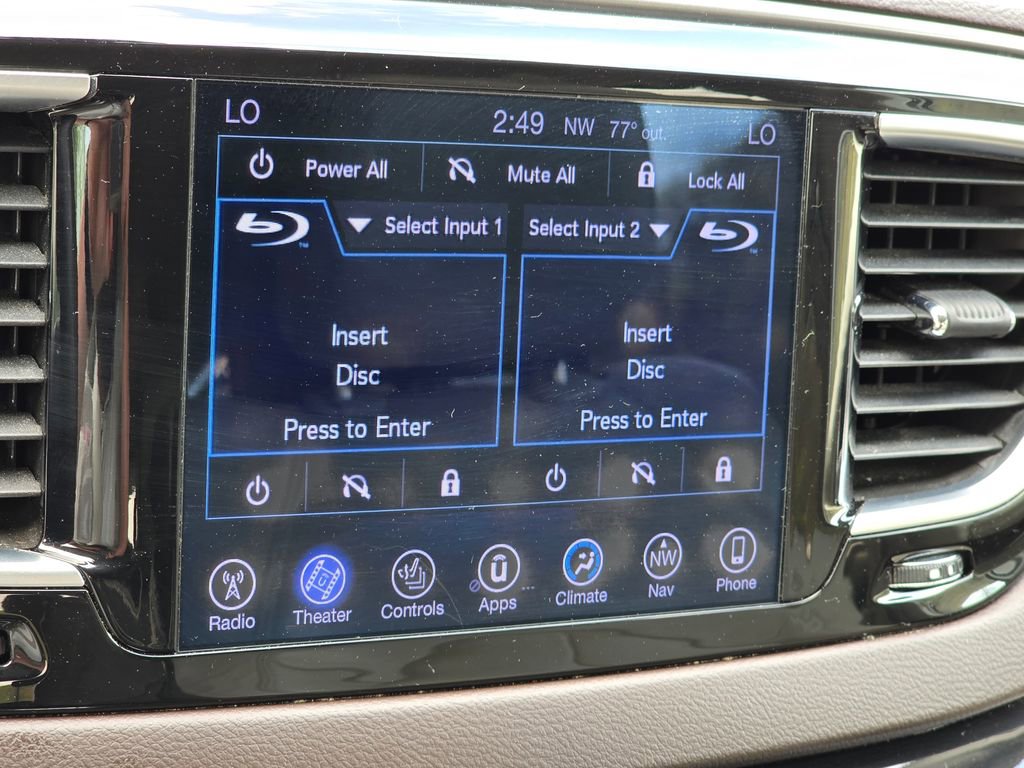 LO 2:49 NW 77° out. LO
Power All Mute All Lock All
Select Input 1 Select Input 2
Insert
Disc
Press to Enter
Insert
Disc
Press to Enter
NW
Radio Theater Controls Apps Climate Nav Phone